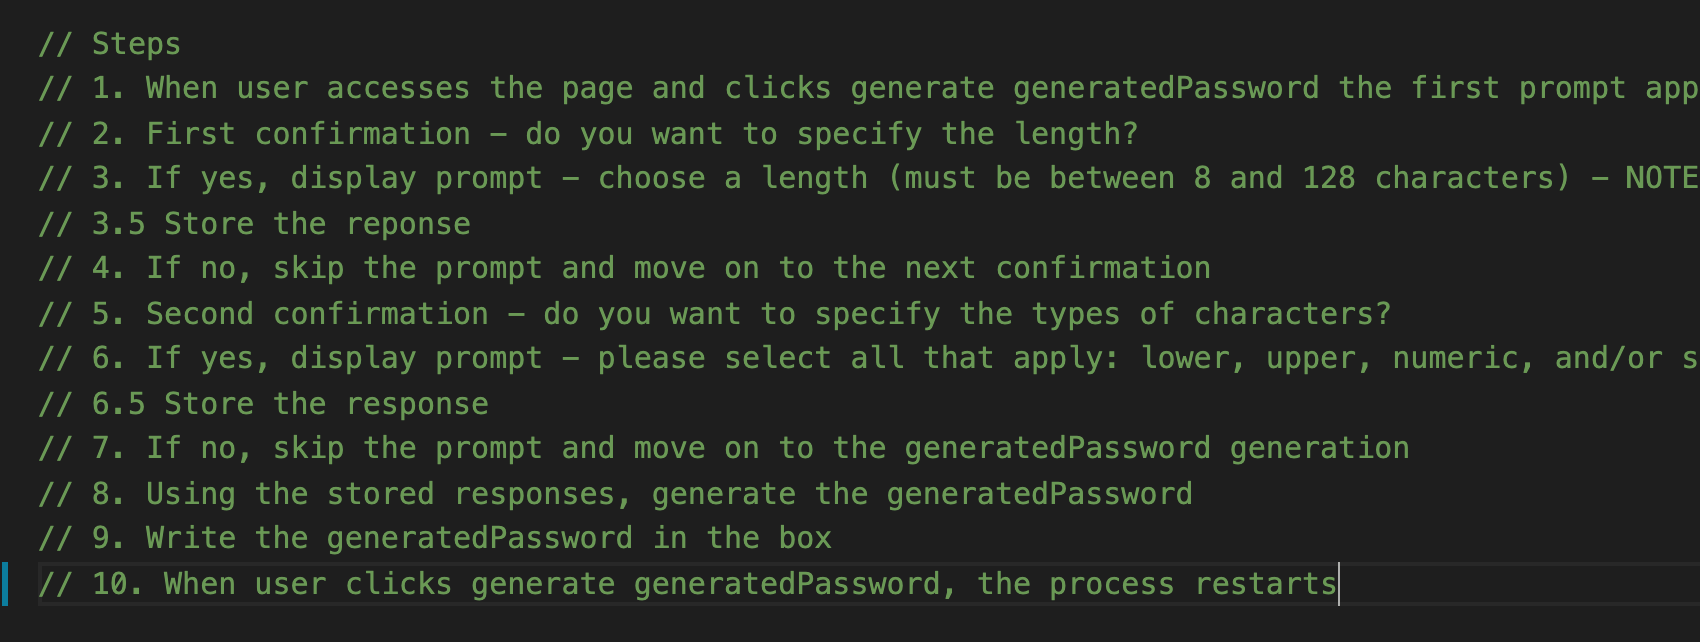 // Steps
// 1. When user accesses the page and clicks generate generatedPassword the first prompt app
// 2. First confirmation – do you want to specify the length?
// 3. If yes, display prompt – choose a length (must be between 8 and 128 characters) – NOTE
// 3.5 Store the reponse
// 4. If no, skip the prompt and move on to the next confirmation
// 5. Second confirmation – do you want to specify the types of characters?
// 6. If yes, display prompt – please select all that apply: lower, upper, numeric, and/or s
// 6.5 Store the response
// 7. If no, skip the prompt and move on to the generatedPassword generation
// 8. Using the stored responses, generate the generatedPassword
// 9. Write the generatedPassword in the box
// 10. When user clicks generate generatedPassword, the process restarts